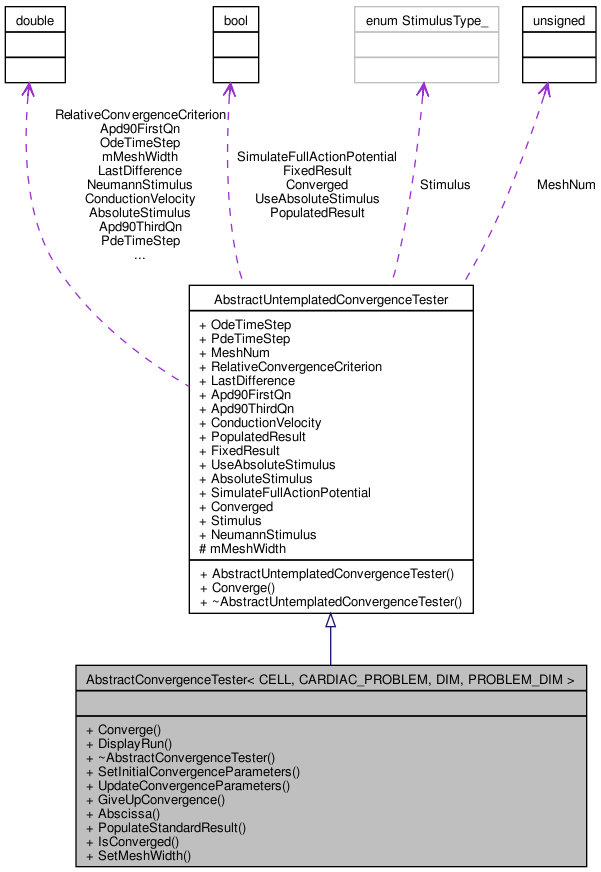 double
bool
enum StimulusType_
unsigned
RelativeConvergenceCriterion
Apd90FirstQn
OdeTimeStep
mMeshWidth
LastDifference
NeumannStimulus
ConductionVelocity
AbsoluteStimulus
Apd90ThirdQn
PdeTimeStep
...
SimulateFullActionPotential
FixedResult
Converged
UseAbsoluteStimulus
PopulatedResult
Stimulus
MeshNum
AbstractUntemplatedConvergenceTester
+ OdeTimeStep
+ PdeTimeStep
+ MeshNum
+ RelativeConvergenceCriterion
+ LastDifference
+ Apd90FirstQn
+ Apd90ThirdQn
+ ConductionVelocity
+ PopulatedResult
+ FixedResult
+ UseAbsoluteStimulus
+ AbsoluteStimulus
+ SimulateFullActionPotential
+ Converged
+ Stimulus
+ NeumannStimulus
# mMeshWidth
+ AbstractUntemplatedConvergenceTester()
+ Converge()
+ ~AbstractUntemplatedConvergenceTester()
AbstractConvergenceTester< CELL, CARDIAC_PROBLEM, DIM, PROBLEM_DIM >
+ Converge()
+ DisplayRun()
+ ~AbstractConvergenceTester()
+ SetInitialConvergenceParameters()
+ UpdateConvergenceParameters()
+ GiveUpConvergence()
+ Abscissa()
+ PopulateStandardResult()
+ IsConverged()
+ SetMeshWidth()